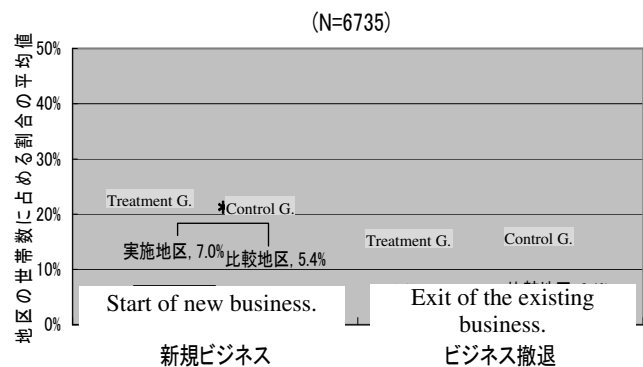 (N=6735)
地区の世帯数に占める割合の平均値
50%
40%
30%
20%
10%
0%
Treatment G.
*
Control G.
実施地区, 7.0%
比較地区, 5.4%
Treatment G.
Control G.
Start of new business.
Exit of the existing
business.
新規ビジネス
ビジネス撤退